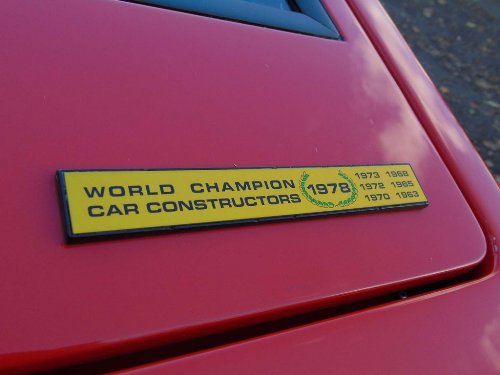 WORLD CHAMPION
CAR CONSTRUCTORS
1978
1973 1968
1972 1965
1970 1963